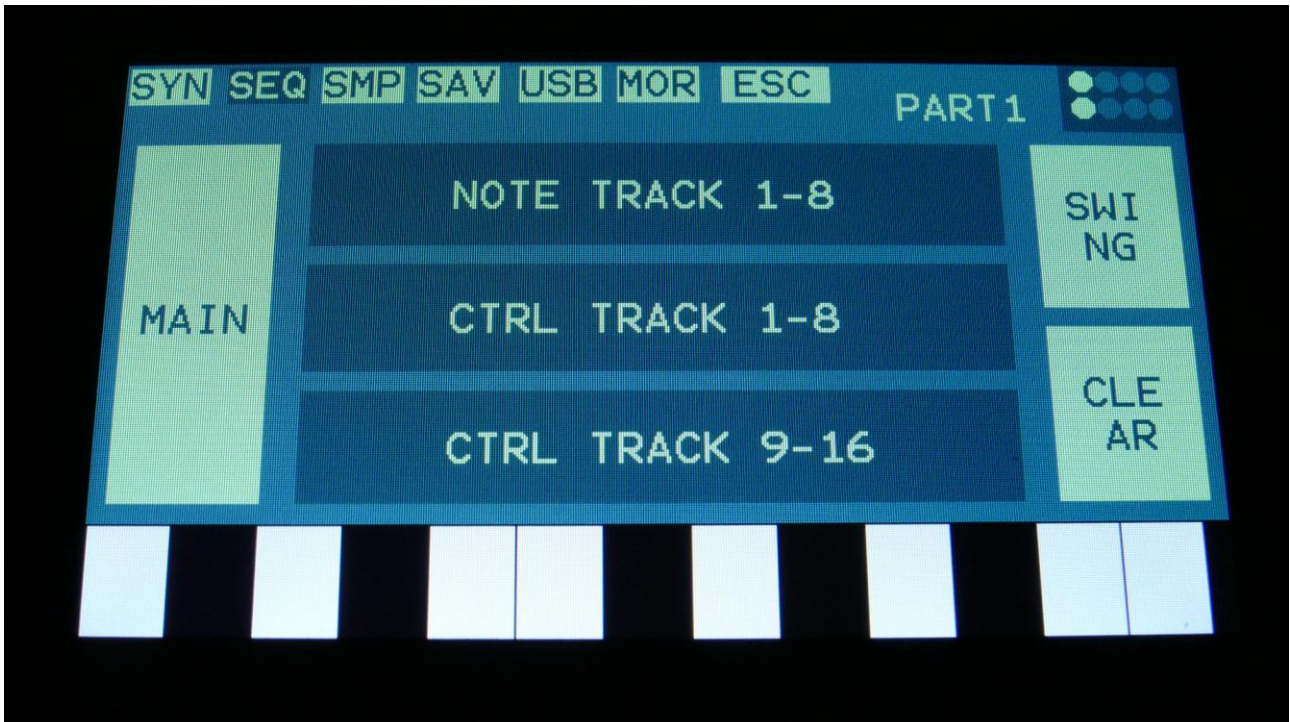 SYN SEQ SMP SAV USB MOR ESC
PART1
MAIN
NOTE TRACK 1-8
CTRL TRACK 1-8
CTRL TRACK 9-16
SWI
NG
CLE
AR